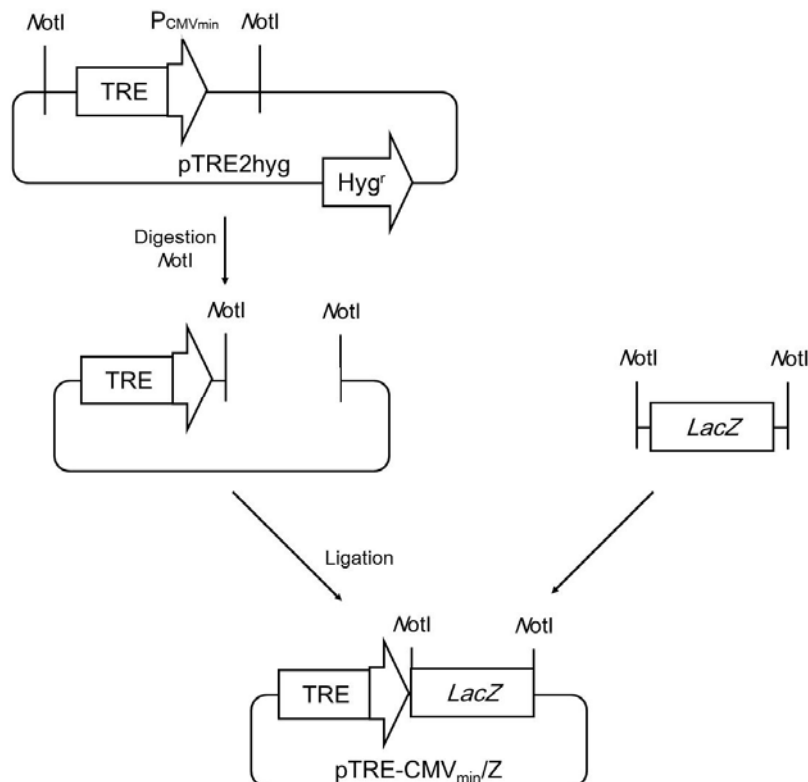 PCMVmin
NotI
NotI
TRE
pTRE2hyg
Hygʳ
Digestion
NotI
NotI
NotI
TRE
NotI
NotI
LacZ
Ligation
NotI
NotI
TRE
LacZ
pTRE-CMVmin/Z